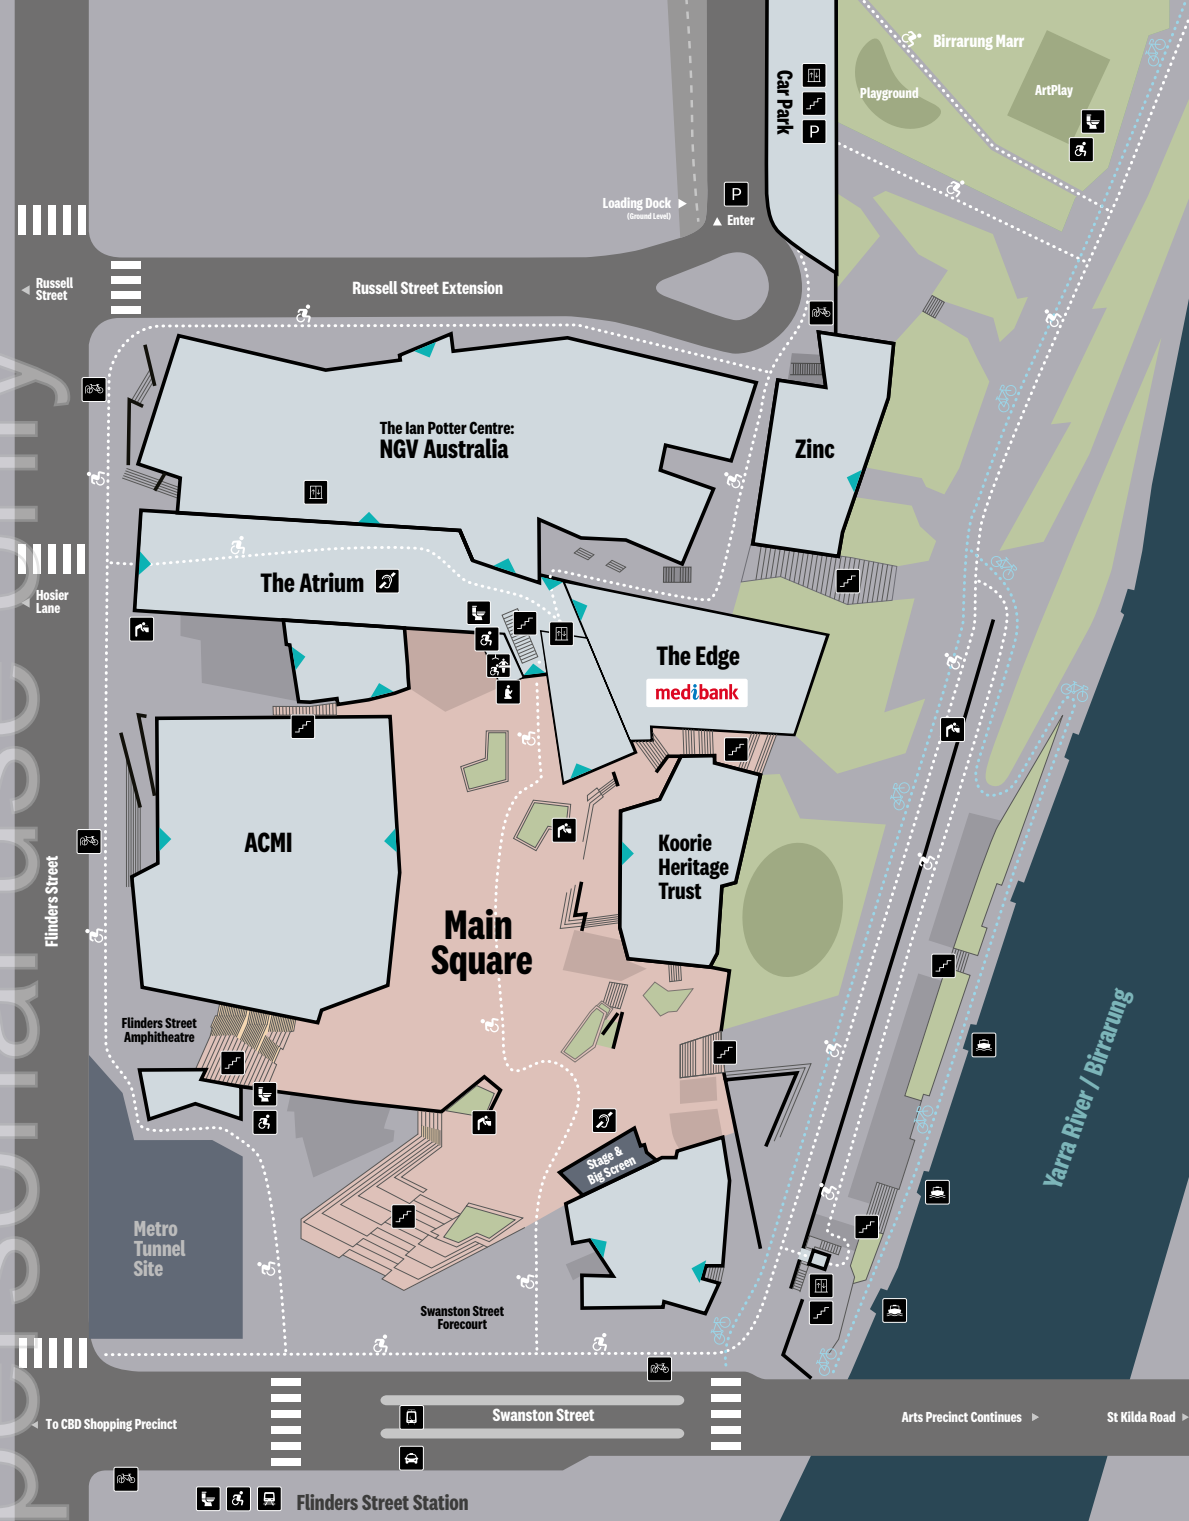 Birrarung Marr
Playground
ArtPlay
Car Park
P
P
Loading Dock
(Ground Level)
Enter
Russell
Street
Russell Street Extension
The Ian Potter Centre:
NGV Australia
Zinc
Hosier
Lane
The Atrium
The Edge
medibank
ACMI
Koorie
Heritage
Trust
Flinders Street
Main
Square
Flinders Street
Amphitheatre
Yarra River / Birrarung
Stage &
Big Screen
Metro
Tunnel
Site
Swanston Street
Forecourt
To CBD Shopping Precinct
Swanston Street
Arts Precinct Continues
St Kilda Road
Flinders Street Station
personal use only